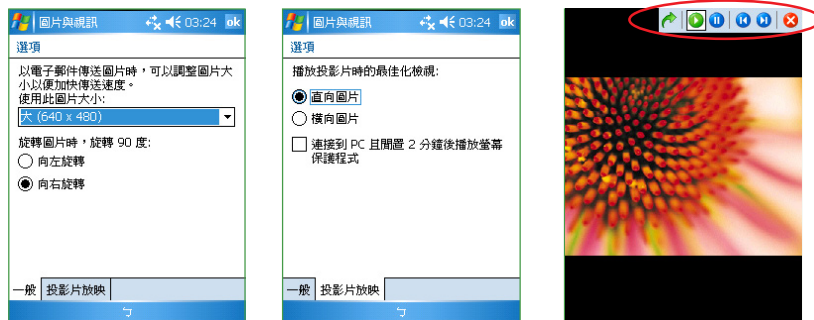 圖片與視訊 03:24 ok
選項
以電子郵件傳送圖片時，可以調整圖片大
小以便加快傳送速度。
使用此圖片大小:
大 (640 x 480)
旋轉圖片時，旋轉 90 度:
向左旋轉
向右旋轉
一般 投影片放映
ㄅ
圖片與視訊 03:24 ok
選項
播放投影片時的最佳化檢視:
直向圖片
橫向圖片
連接到 PC 且閒置 2 分鐘後播放螢幕
保護程式
一般 投影片放映
ㄅ